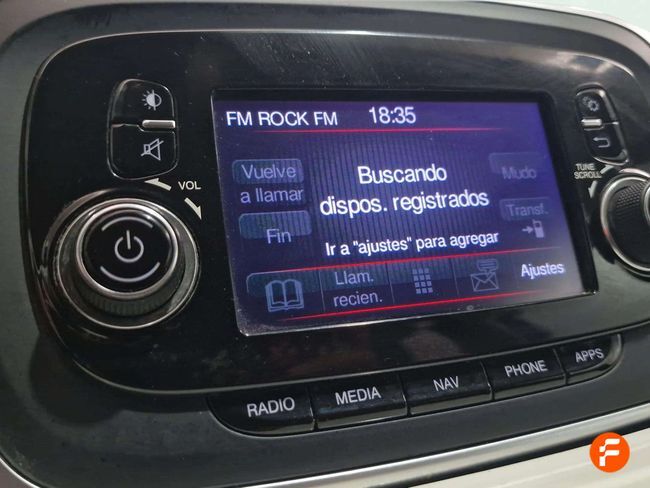 FM ROCK FM 18:35
Vuelve
a llamar
Buscando
dispos. registrados
Mudo
Fin
Transf.
Ir a "ajustes" para agregar
Llam.
recien.
Ajustes
VOL
TUNE
SCROLL
RADIO
MEDIA
NAV
PHONE
APPS